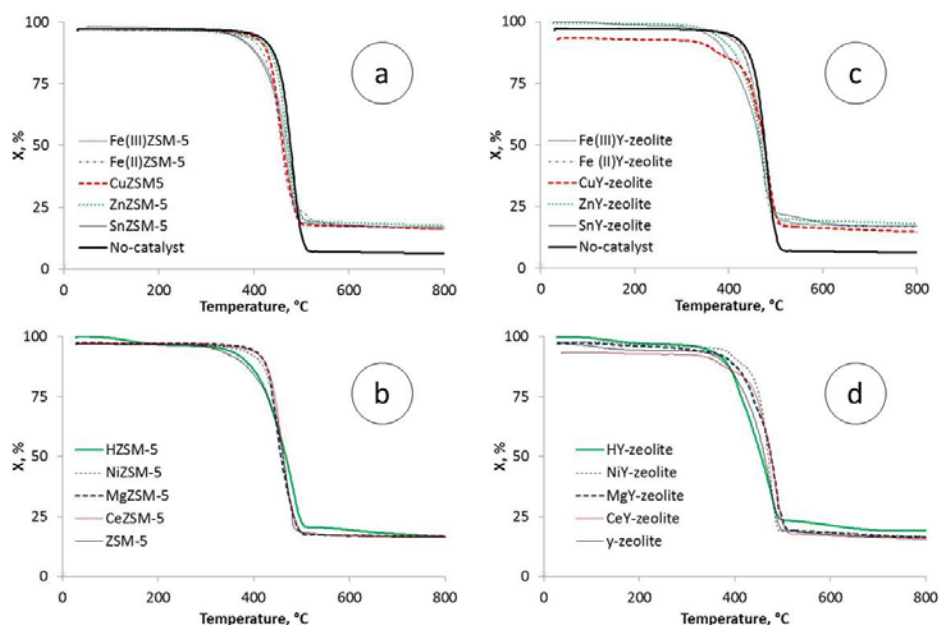 100
75
50
25
0
X, %
a
Fe(III)ZSM-5
Fe(II)ZSM-5
CuZSM5
ZnZSM-5
SnZSM-5
No-catalyst
0 200 400 600 800
Temperature, °C
100
75
50
25
0
X, %
c
Fe(III)Y-zeolite
Fe (II)Y-zeolite
CuY-zeolite
ZnY-zeolite
SnY-zeolite
No-catalyst
0 200 400 600 800
Temperature, °C
100
75
50
25
0
X, %
b
HZSM-5
NiZSM-5
MgZSM-5
CeZSM-5
ZSM-5
0 200 400 600 800
Temperature, °C
100
75
50
25
0
X, %
d
HY-zeolite
NiY-zeolite
MgY-zeolite
CeY-zeolite
y-zeolite
0 200 400 600 800
Temperature, °C